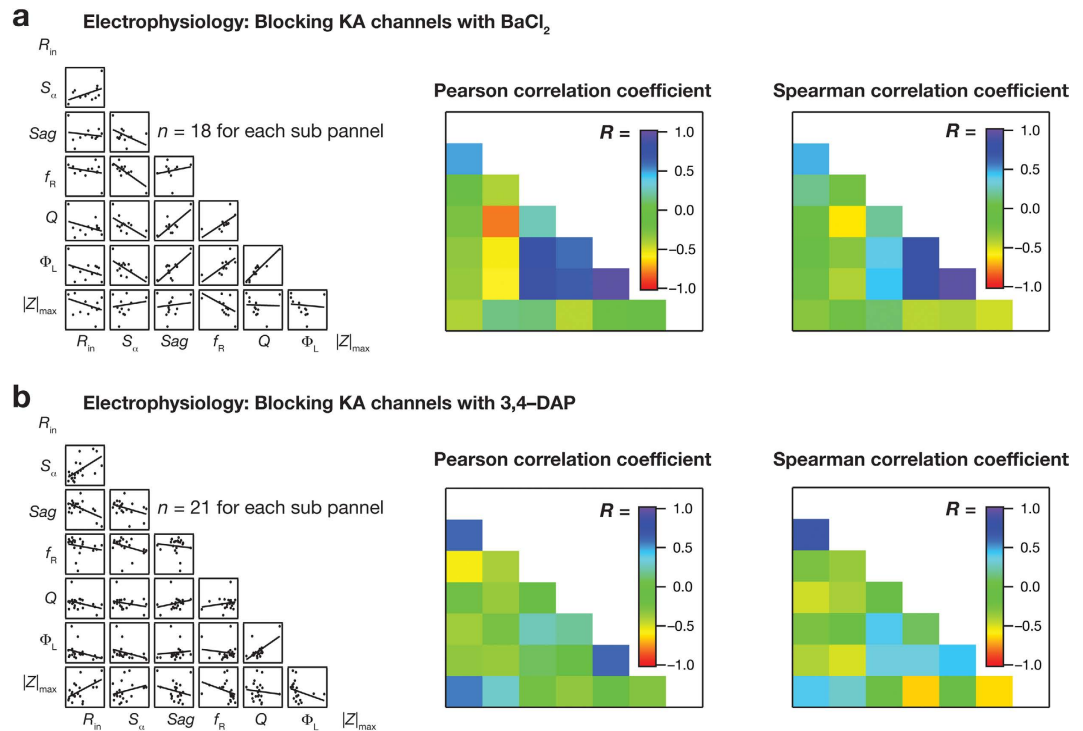 a Electrophysiology: Blocking KA channels with BaCl2
Rin
Sα
Sag
n = 18 for each sub pannel
fR
Q
ΦL
|Z|max
Rin Sα Sag fR Q ΦL |Z|max
Pearson correlation coefficient
R =
1.0
0.5
0.0
−0.5
−1.0
Spearman correlation coefficient
R =
1.0
0.5
0.0
−0.5
−1.0
b Electrophysiology: Blocking KA channels with 3,4–DAP
Rin
Sα
Sag
n = 21 for each sub pannel
fR
Q
ΦL
|Z|max
Rin Sα Sag fR Q ΦL |Z|max
Pearson correlation coefficient
R =
1.0
0.5
0.0
−0.5
−1.0
Spearman correlation coefficient
R =
1.0
0.5
0.0
−0.5
−1.0